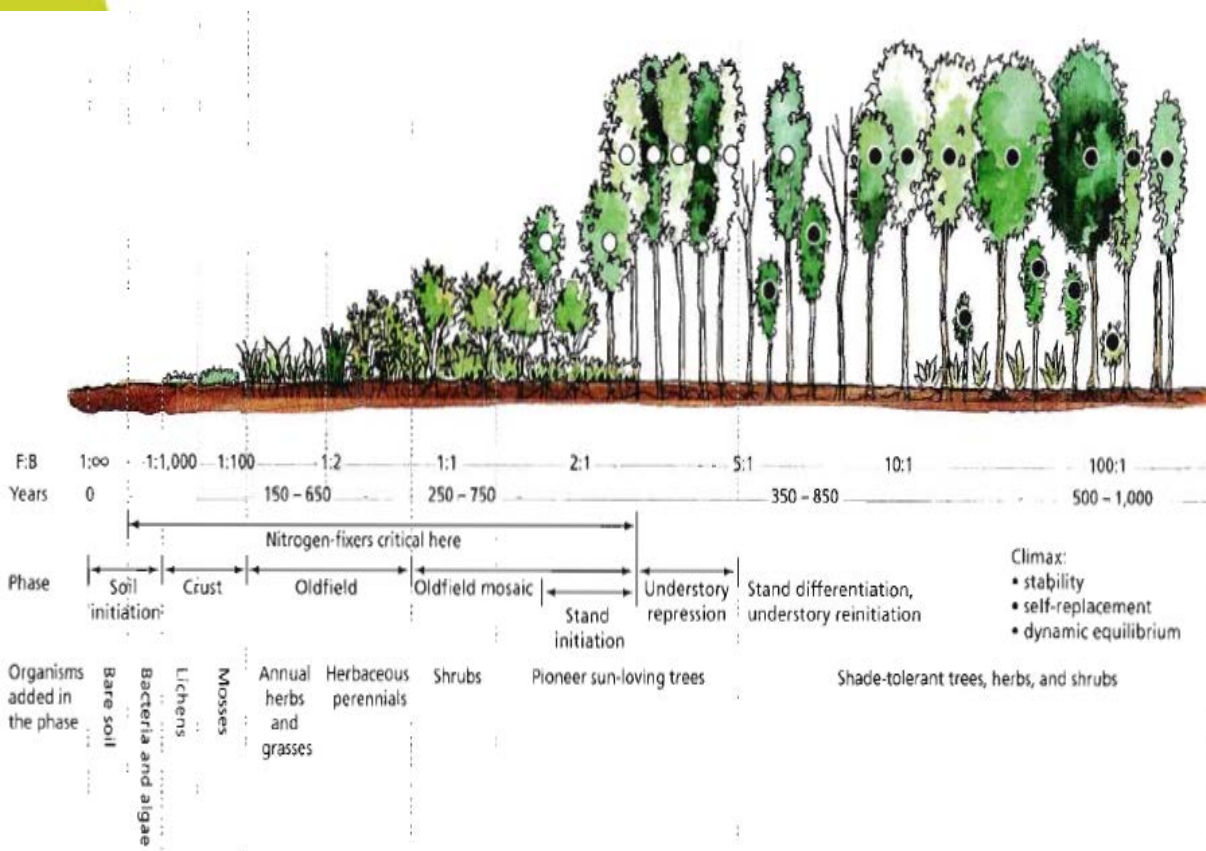 F:B 1:∞ 1:1,000 1:100 1:2 1:1 2:1 5:1 10:1 100:1
Years 0 150 – 650 250 – 750 350 – 850 500 – 1,000
Nitrogen-fixers critical here
Phase
Soil
initiation
Crust
Oldfield
Oldfield mosaic
Stand
initiation
Understory
repression
Stand differentiation,
understory reinitiation
Climax:
• stability
• self-replacement
• dynamic equilibrium
Organisms
added in
the phase
Bare soil
Bacteria and algae
Lichens
Mosses
Annual
herbs
and
grasses
Herbaceous
perennials
Shrubs
Pioneer sun-loving trees
Shade-tolerant trees, herbs, and shrubs